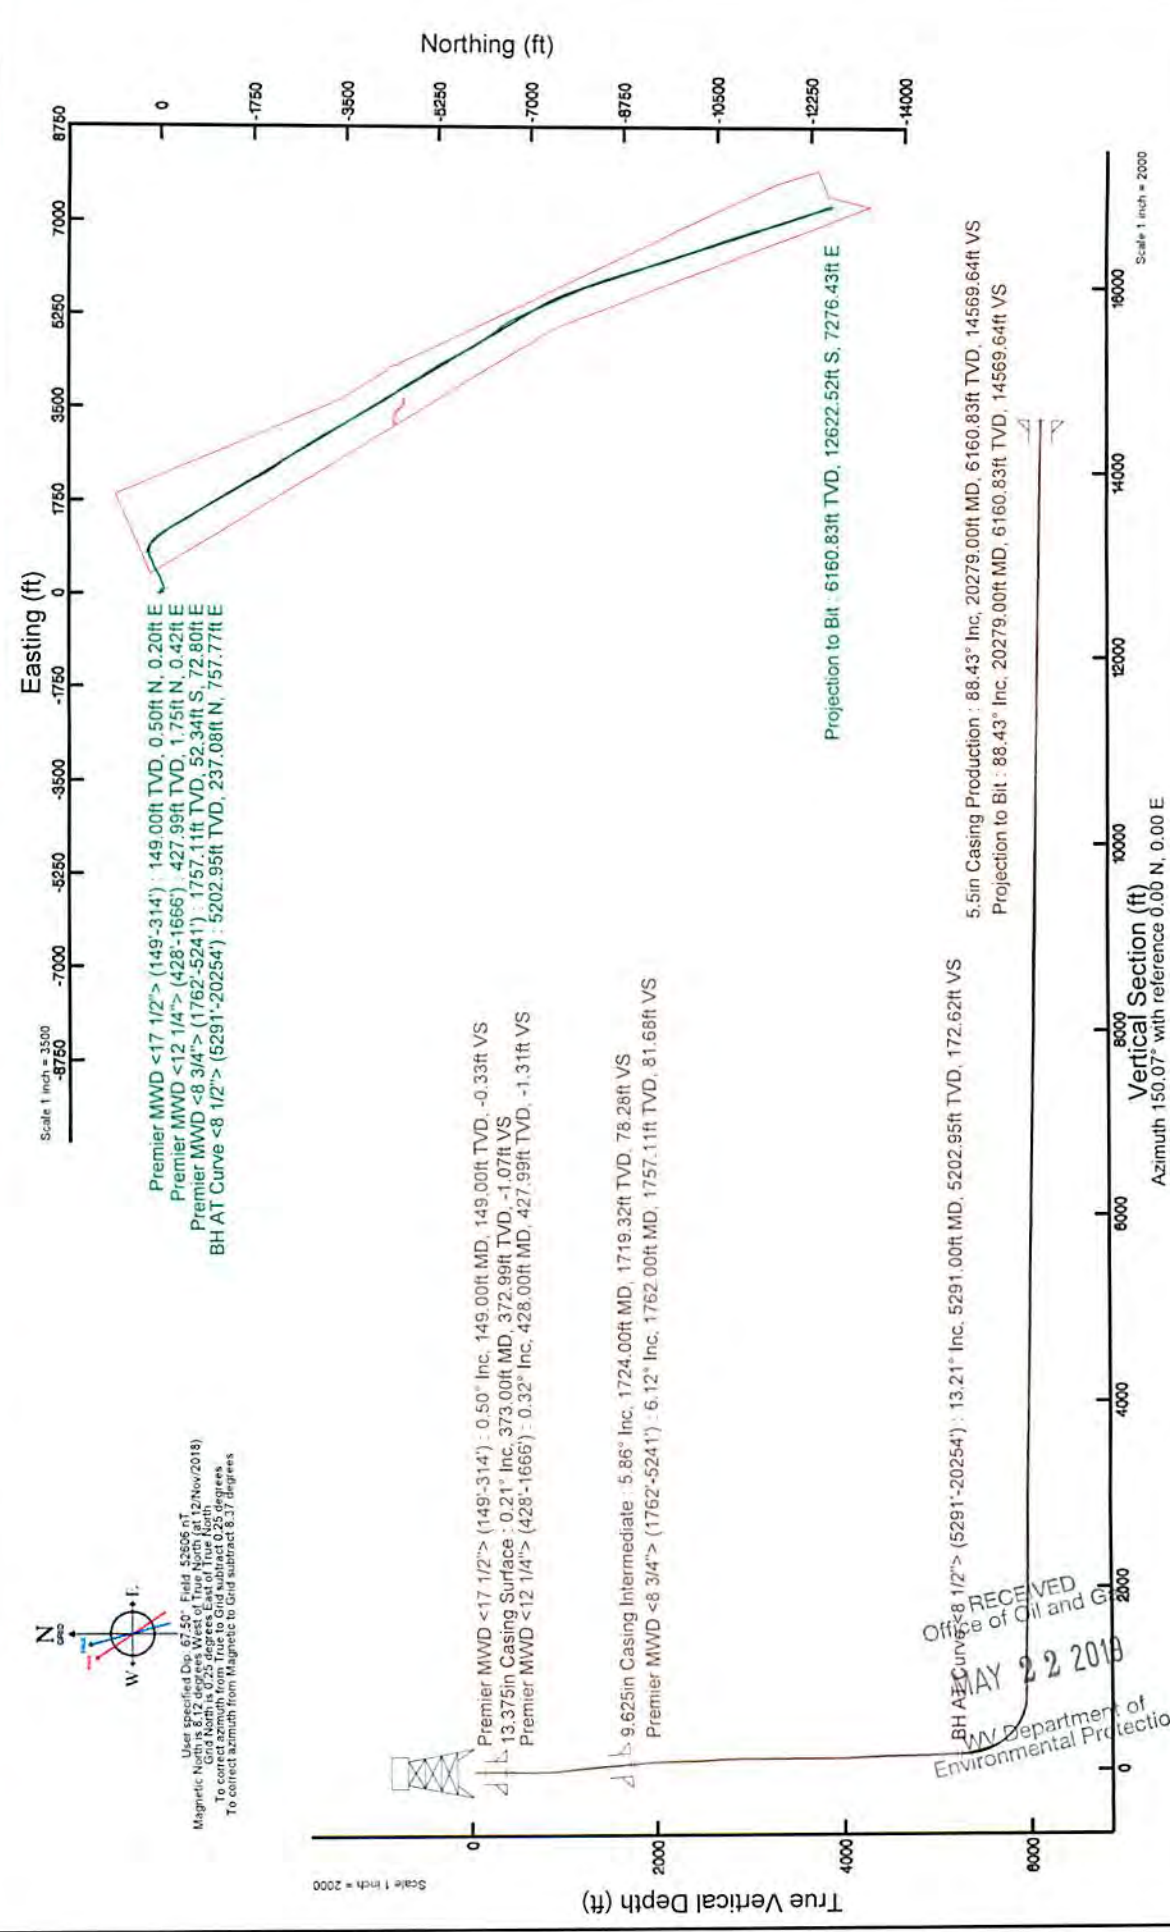 Scale 1 inch = 3500
Easting (ft)
-8750
-7000
-5250
-3500
-1750
0
1750
3500
5250
7000
8750
Northing (ft)
0
-1750
-3500
-5250
-7000
-8750
-10500
-12250
-14000
Premier MWD <17 1/2"> (149'-314') : 149.00ft TVD, 0.50ft N, 0.20ft E
Premier MWD <12 1/4"> (428'-1666') : 427.99ft TVD, 1.75ft N, 0.42ft E
Premier MWD <8 3/4"> (1762'-5241') : 1757.11ft TVD, 52.34ft S, 72.80ft E
BH AT Curve <8 1/2"> (5291'-20254') : 5202.95ft TVD, 237.08ft N, 757.77ft E
Projection to Bit : 6160.83ft TVD, 12622.52ft S, 7276.43ft E
N
GRID
W
E
User specified Dip: 67.50° Field: 52606 nT
Magnetic North is 8.12 degrees West of True North (at 12/Nov/2018)
Grid North is 0.25 degrees East of True North
To correct azimuth from True to Grid subtract 0.25 degrees
To correct azimuth from Magnetic to Grid subtract 8.37 degrees
Scale 1 inch = 2000
True Vertical Depth (ft)
0
2000
4000
6000
Premier MWD <17 1/2"> (149'-314') : 0.50° Inc, 149.00ft MD, 149.00ft TVD, -0.33ft VS
13.375in Casing Surface : 0.21° Inc, 373.00ft MD, 372.99ft TVD, -1.07ft VS
Premier MWD <12 1/4"> (428'-1666') : 0.32° Inc, 428.00ft MD, 427.99ft TVD, -1.31ft VS
9.625in Casing Intermediate : 5.86° Inc, 1724.00ft MD, 1719.32ft TVD, 78.28ft VS
Premier MWD <8 3/4"> (1762'-5241') : 6.12° Inc, 1762.00ft MD, 1757.11ft TVD, 81.68ft VS
BH AT Curve <8 1/2"> (5291'-20254') : 13.21° Inc, 5291.00ft MD, 5202.95ft TVD, 172.62ft VS
5.5in Casing Production : 88.43° Inc, 20279.00ft MD, 6160.83ft TVD, 14569.64ft VS
Projection to Bit : 88.43° Inc, 20279.00ft MD, 6160.83ft TVD, 14569.64ft VS
RECEIVED
Office of Oil and G
MAY 22 2019
WV Department of
Environmental Protectio
0
2000
4000
6000
8000
10000
12000
14000
16000
Vertical Section (ft)
Azimuth 150.07° with reference 0.00 N, 0.00 E
Scale 1 inch = 2000